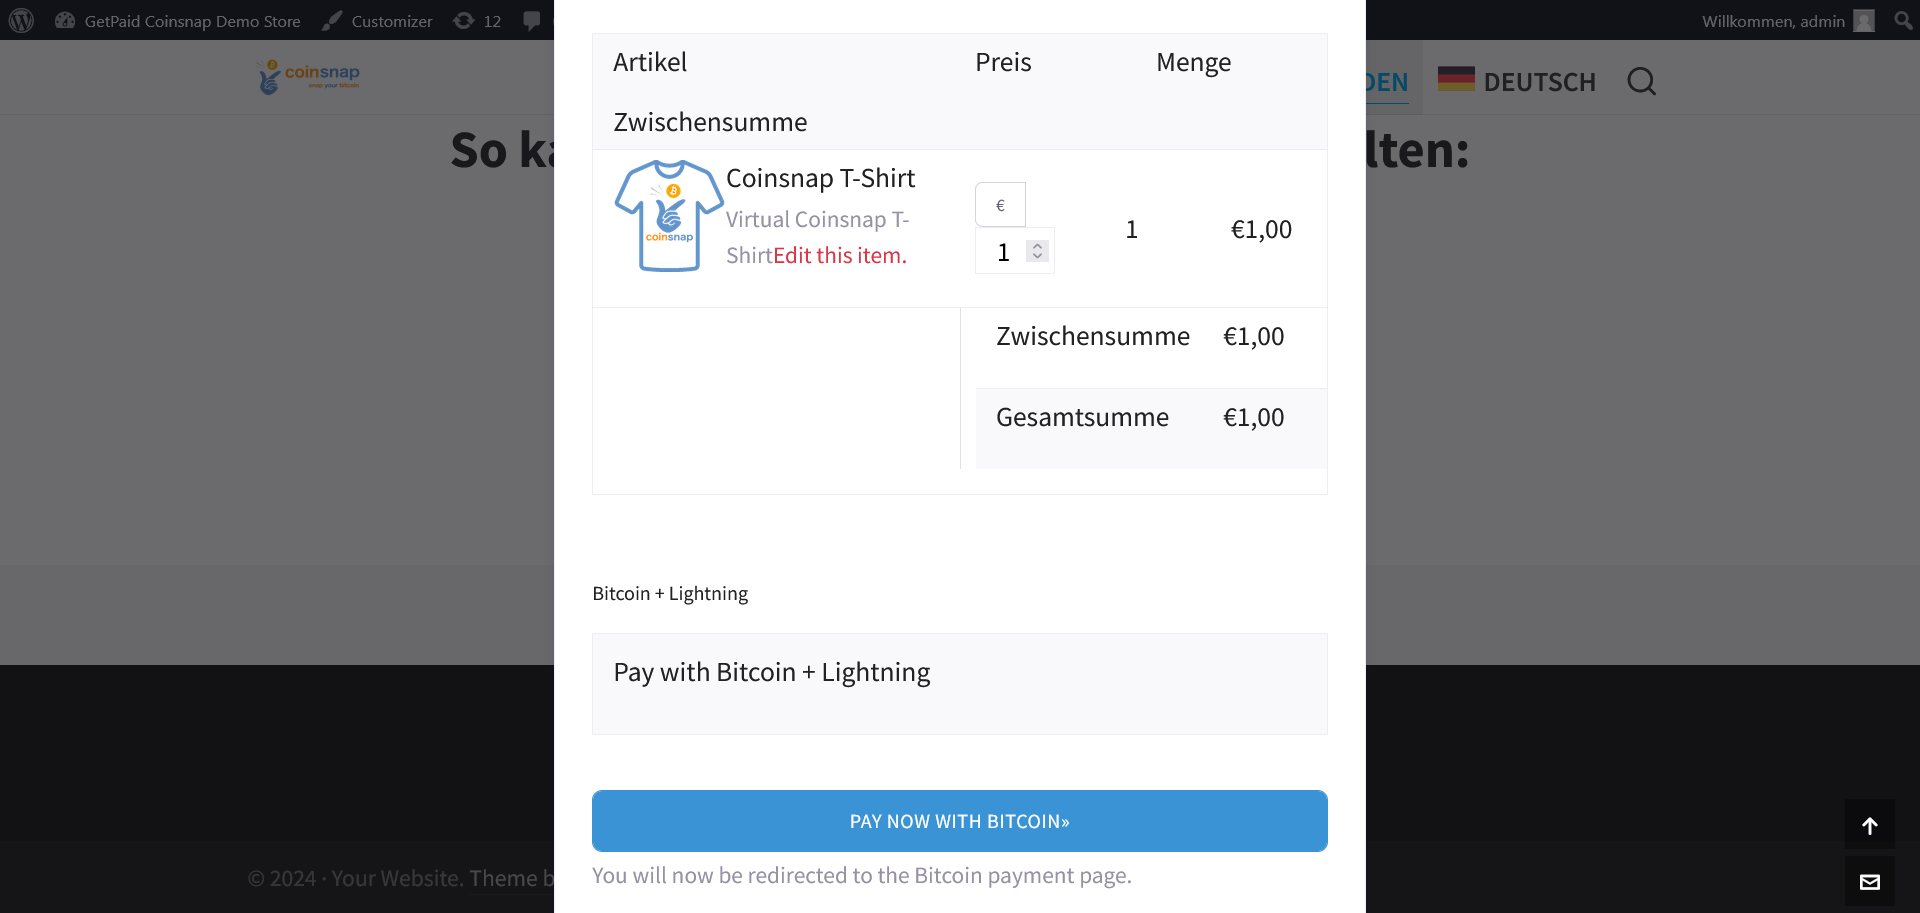 GetPaid Coinsnap Demo Store Customizer 12 Willkommen, admin
coinsnap
DEN DEUTSCH
So ka lten:
Artikel Preis Menge
Zwischensumme
Coinsnap T-Shirt
Virtual Coinsnap T-
ShirtEdit this item.
coinsnap
€
1
1 €1,00
Zwischensumme €1,00
Gesamtsumme €1,00
Bitcoin + Lightning
Pay with Bitcoin + Lightning
PAY NOW WITH BITCOIN»
You will now be redirected to the Bitcoin payment page.
© 2024 · Your Website. Theme b